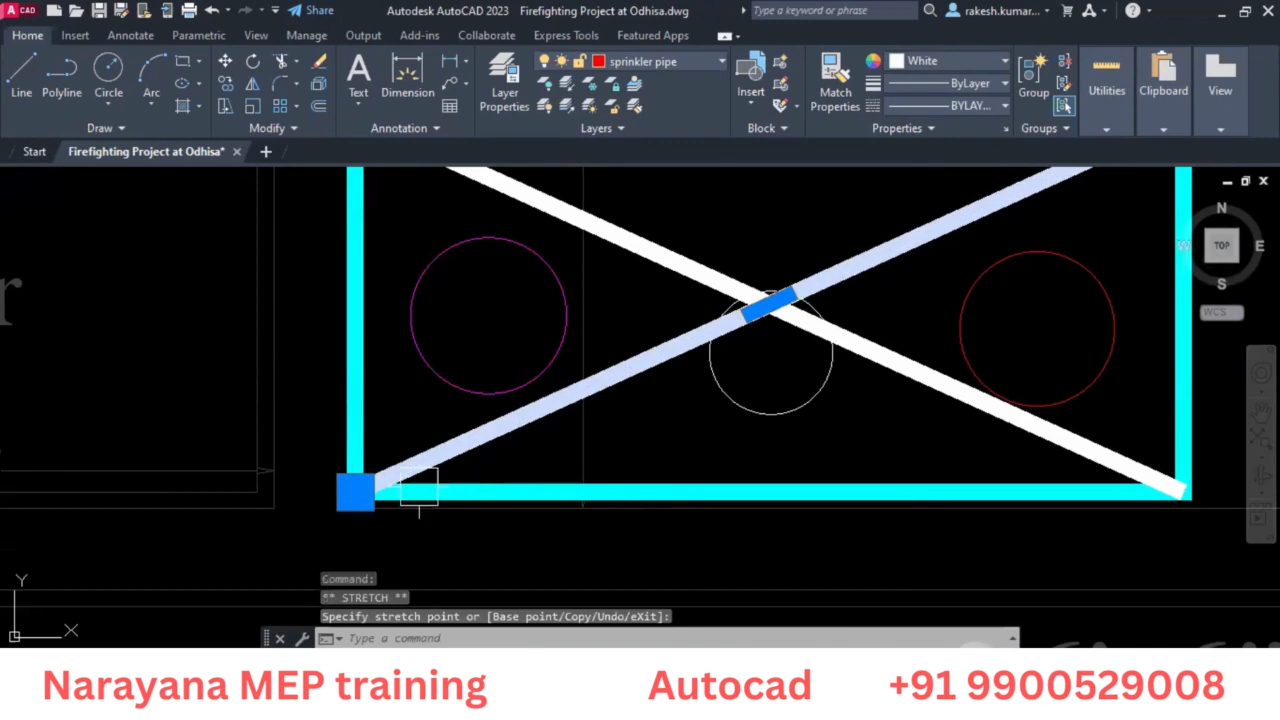 A CAD Share Autodesk AutoCAD 2023 Firefighting Project at Odhisa.dwg Type a keyword or phrase rakesh.kumar...
Home Insert Annotate Parametric View Manage Output Add-ins Collaborate Express Tools Featured Apps
sprinkler pipe White
ByLayer
BYLAY...
Line Polyline Circle Arc Text Dimension Layer Properties Insert Match Properties Group Utilities Clipboard View
Draw Modify Annotation Layers Block Properties Groups
Start Firefighting Project at Odhisa*
N
W TOP E
S
WCS
r
Command:
** STRETCH **
Specify stretch point or [Base point/Copy/Undo/eXit]:
Y
X
Type a command
Narayana MEP training Autocad +91 9900529008